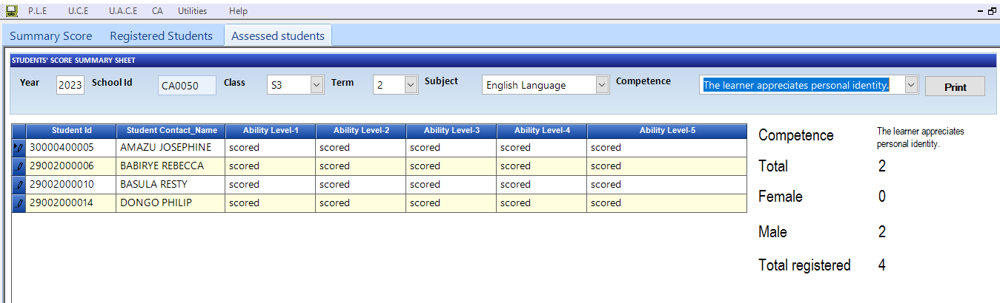 P.L.E U.C.E U.A.C.E CA Utilities Help
Summary Score Registered Students Assessed students
STUDENTS' SCORE SUMMARY SHEET
Year 2023 School Id CA0050 Class S3 Term 2 Subject English Language Competence The learner appreciates personal identity. Print
Student Id Student Contact_Name Ability Level-1 Ability Level-2 Ability Level-3 Ability Level-4 Ability Level-5
30000400005 AMAZU JOSEPHINE scored scored scored scored scored
29002000006 BABIRYE REBECCA scored scored scored scored scored
29002000010 BASULA RESTY scored scored scored scored scored
29002000014 DONGO PHILIP scored scored scored scored scored
Competence The learner appreciates
personal identity.
Total 2
Female 0
Male 2
Total registered 4